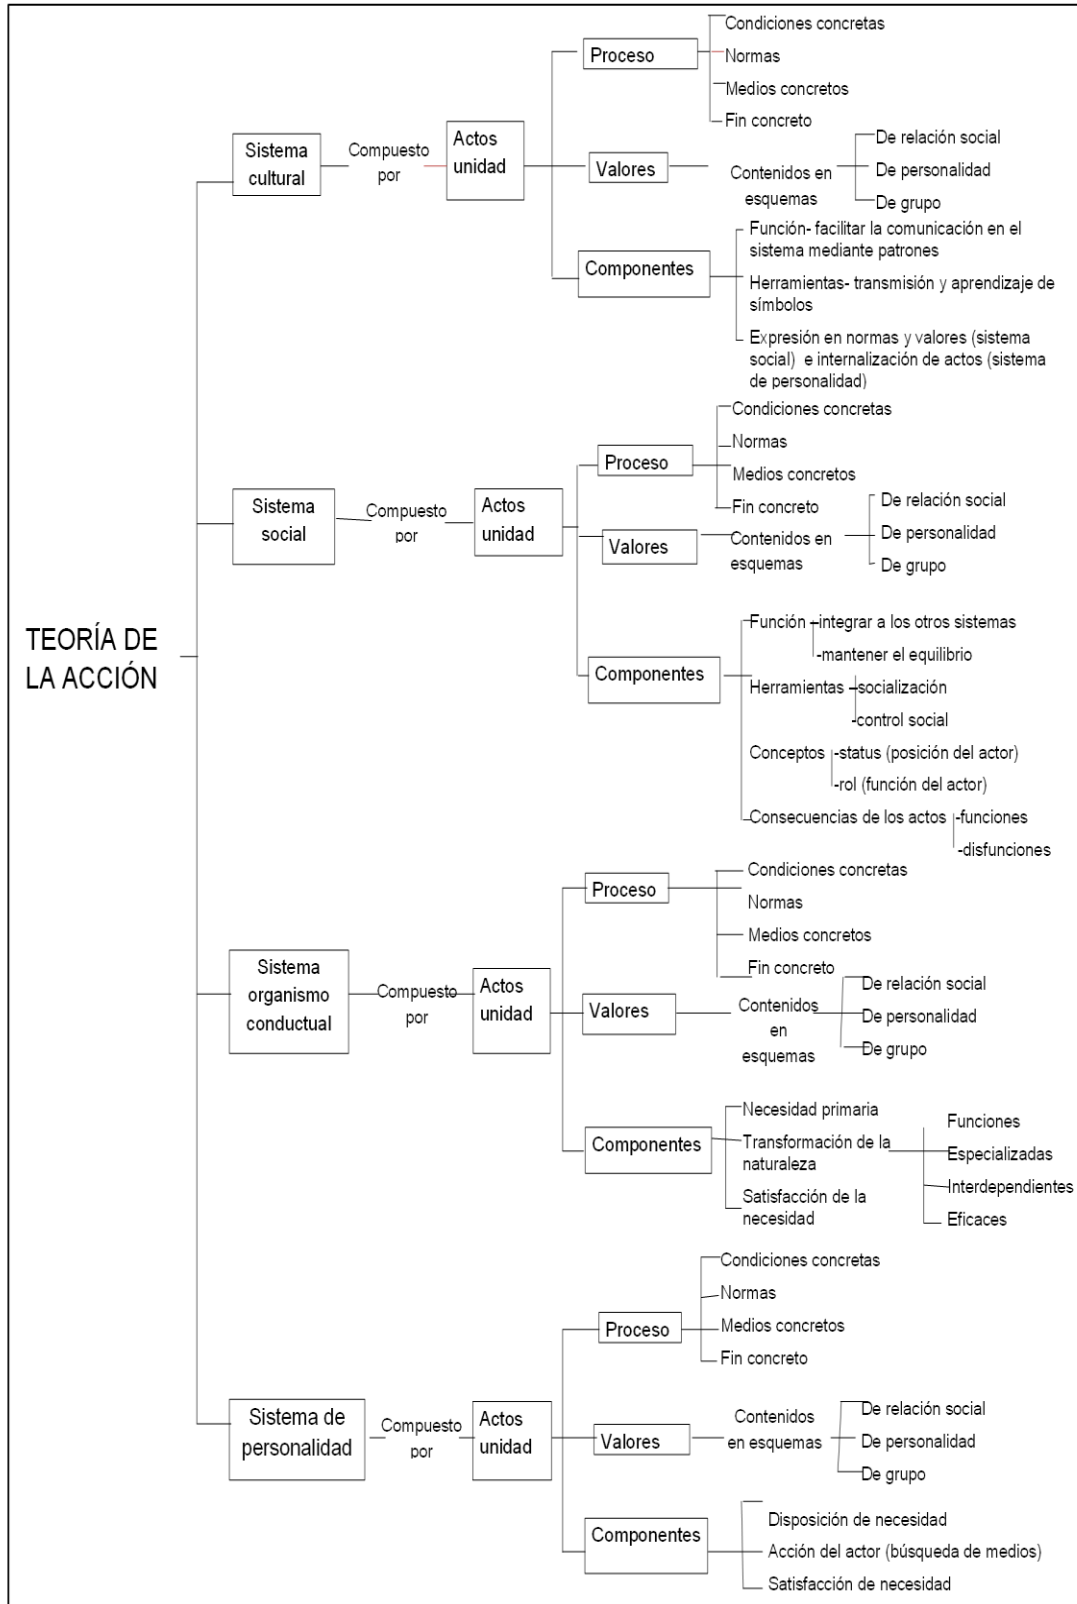 TEORÍA DE
LA ACCIÓN
Sistema
cultural
Compuesto
por
Actos
unidad
Proceso
Condiciones concretas
Normas
Medios concretos
Fin concreto
Valores
Contenidos en
esquemas
De relación social
De personalidad
De grupo
Componentes
Función- facilitar la comunicación en el
sistema mediante patrones
Herramientas- transmisión y aprendizaje de
símbolos
Expresión en normas y valores (sistema
social) e internalización de actos (sistema
de personalidad)
Sistema
social
Compuesto
por
Actos
unidad
Proceso
Condiciones concretas
Normas
Medios concretos
Fin concreto
Valores
Contenidos en
esquemas
De relación social
De personalidad
De grupo
Componentes
Función -integrar a los otros sistemas
-mantener el equilibrio
Herramientas -socialización
-control social
Conceptos -status (posición del actor)
-rol (función del actor)
Consecuencias de los actos -funciones
-disfunciones
Sistema
organismo
conductual
Compuesto
por
Actos
unidad
Proceso
Condiciones concretas
Normas
Medios concretos
Fin concreto
Valores
Contenidos
en
esquemas
De relación social
De personalidad
De grupo
Componentes
Necesidad primaria
Transformación de la
naturaleza
Satisfacción de la
necesidad
Funciones
Especializadas
Interdependientes
Eficaces
Sistema de
personalidad
Compuesto
por
Actos
unidad
Proceso
Condiciones concretas
Normas
Medios concretos
Fin concreto
Valores
Contenidos
en esquemas
De relación social
De personalidad
De grupo
Componentes
Disposición de necesidad
Acción del actor (búsqueda de medios)
Satisfacción de necesidad